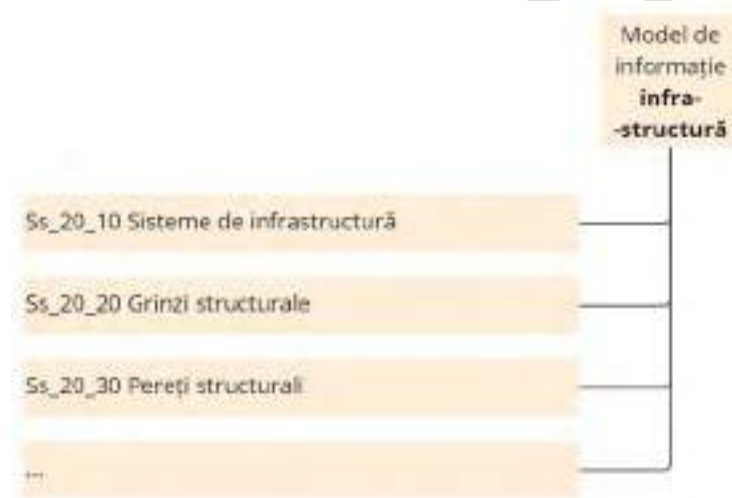 Model de
informație
infra-
-structură
Ss_20_10 Sisteme de infrastructură
Ss_20_20 Grinzi structurale
Ss_20_30 Pereți structurali
...